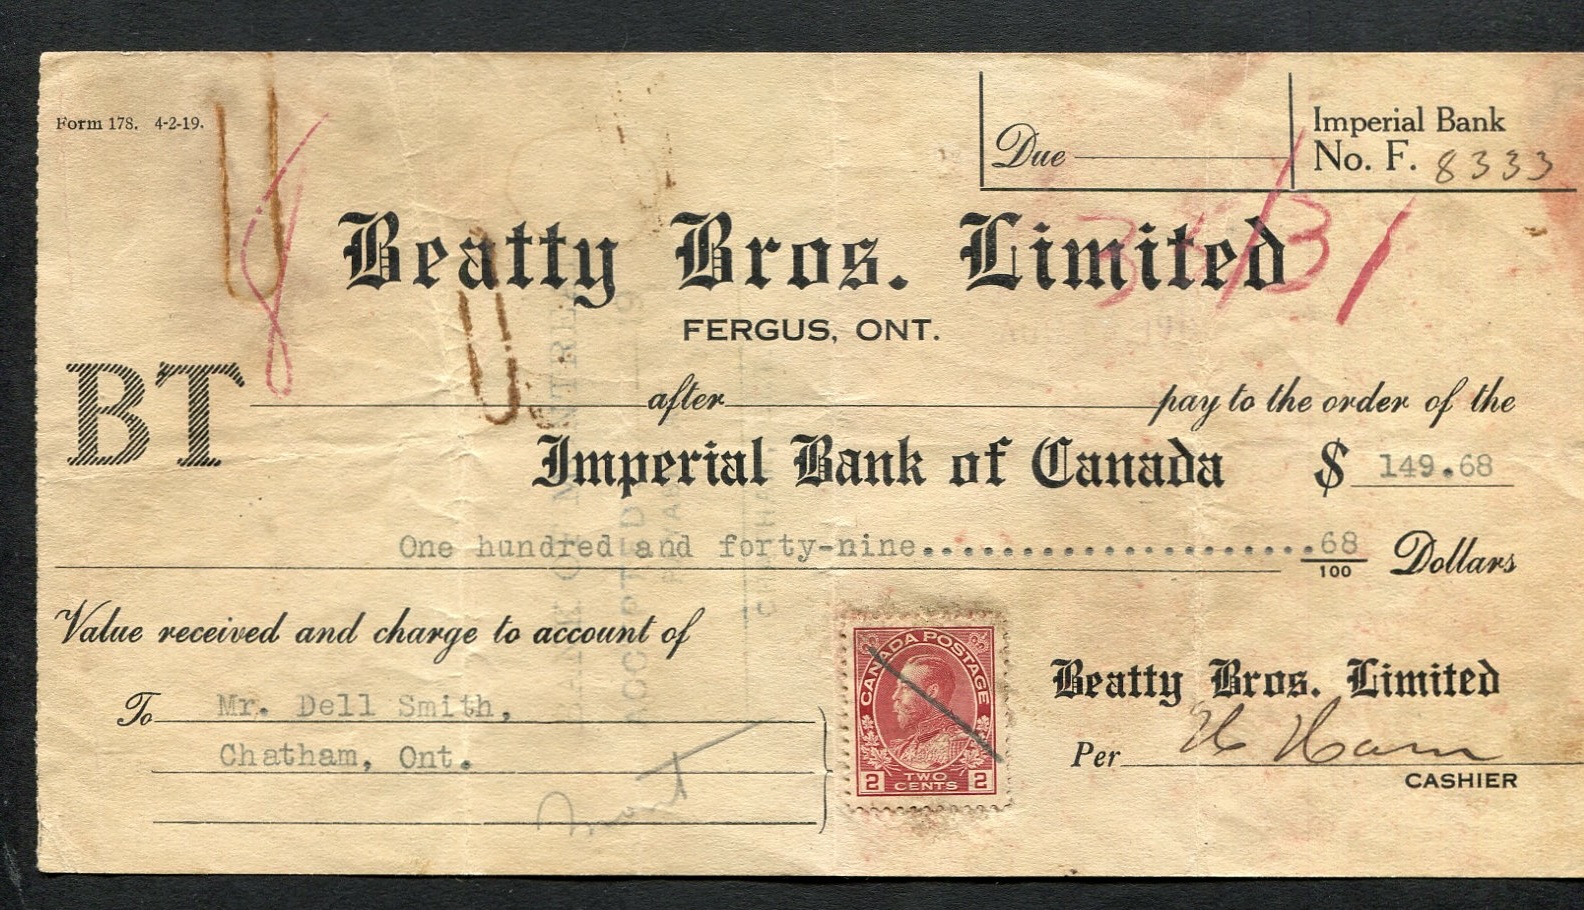 Form 178. 4-2-19.
Due
Imperial Bank
No. F. 8333
Beatty Bros. Limited
FERGUS, ONT.
BT
after pay to the order of the
Imperial Bank of Canada $ 149.68
One hundred and forty-nine......................68/100 Dollars
Value received and charge to account of
To Mr. Dell Smith,
Chatham, Ont.
CANADA POSTAGE
2 TWO CENTS 2
Beatty Bros. Limited
Per
CASHIER